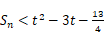 Sₙ < t² − 3t − 13/4